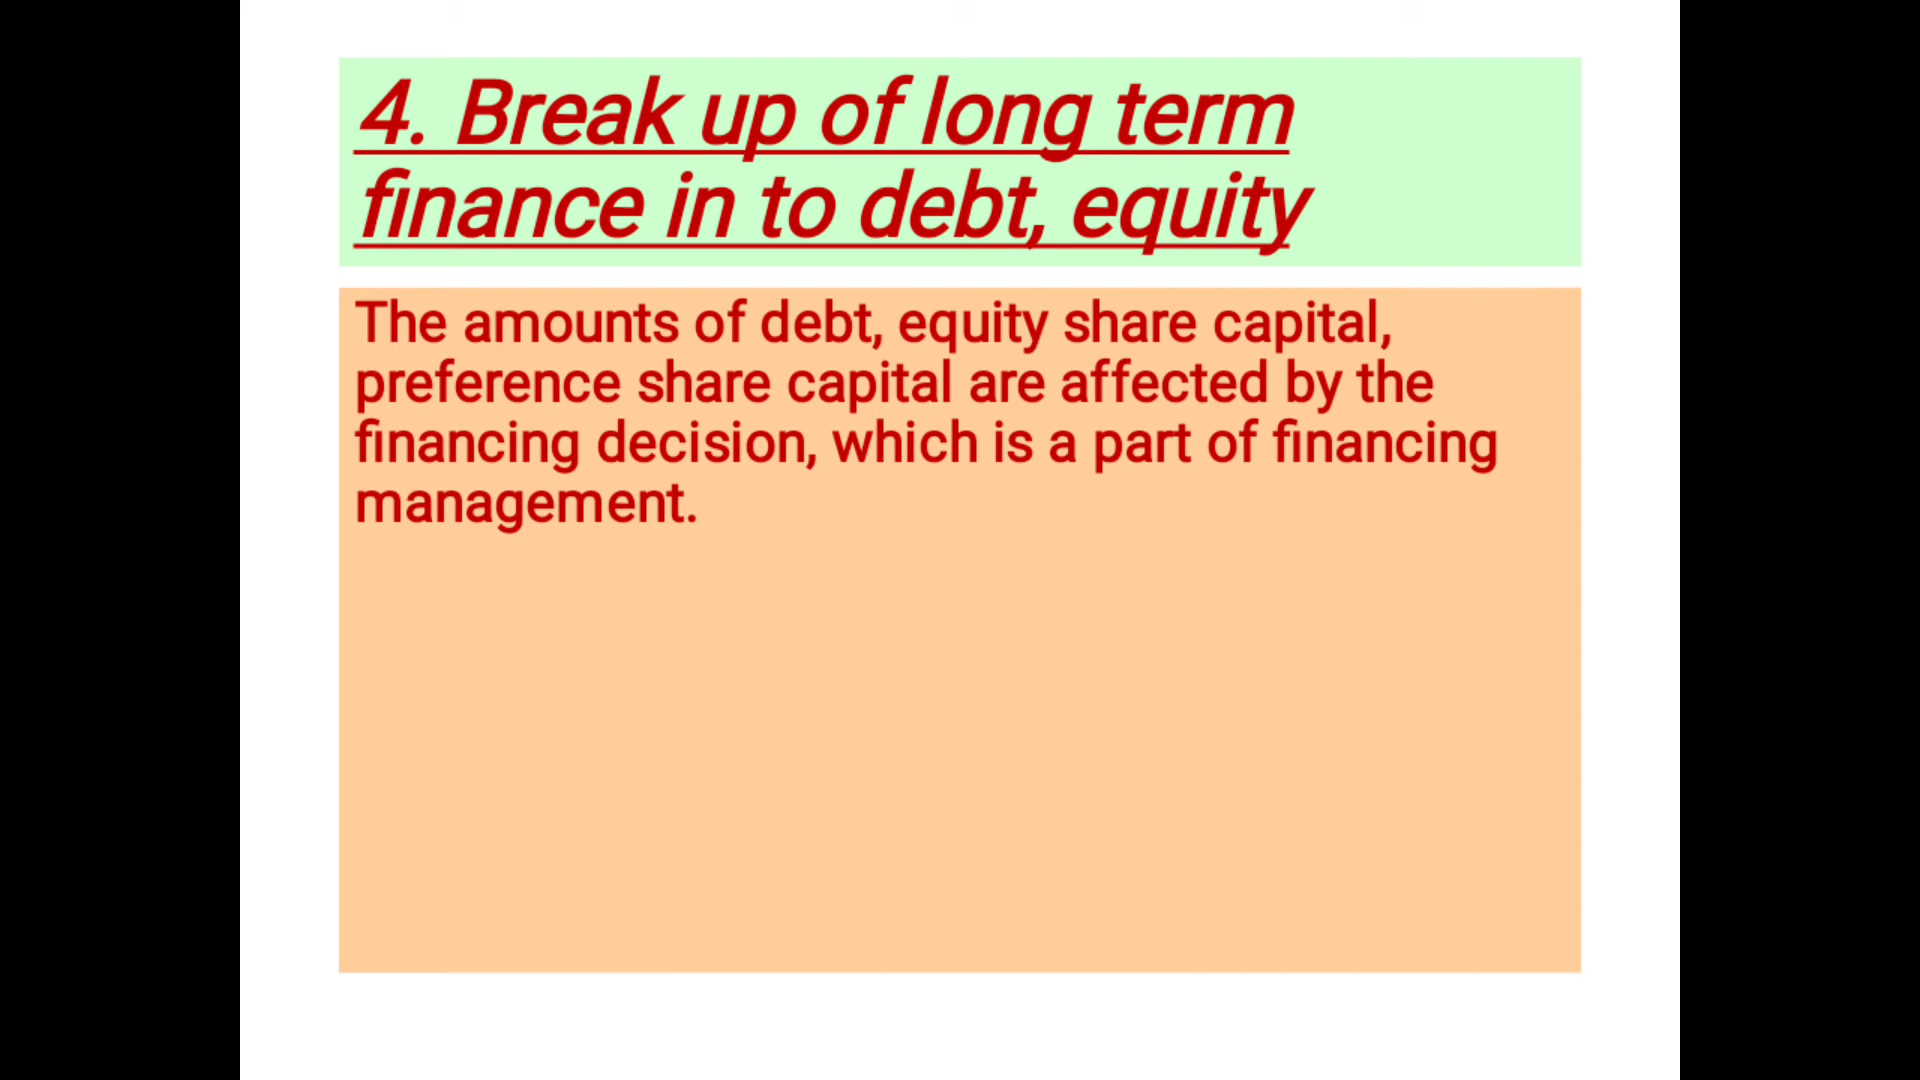 4. Break up of long term
finance in to debt, equity
The amounts of debt, equity share capital,
preference share capital are affected by the
financing decision, which is a part of financing
management.